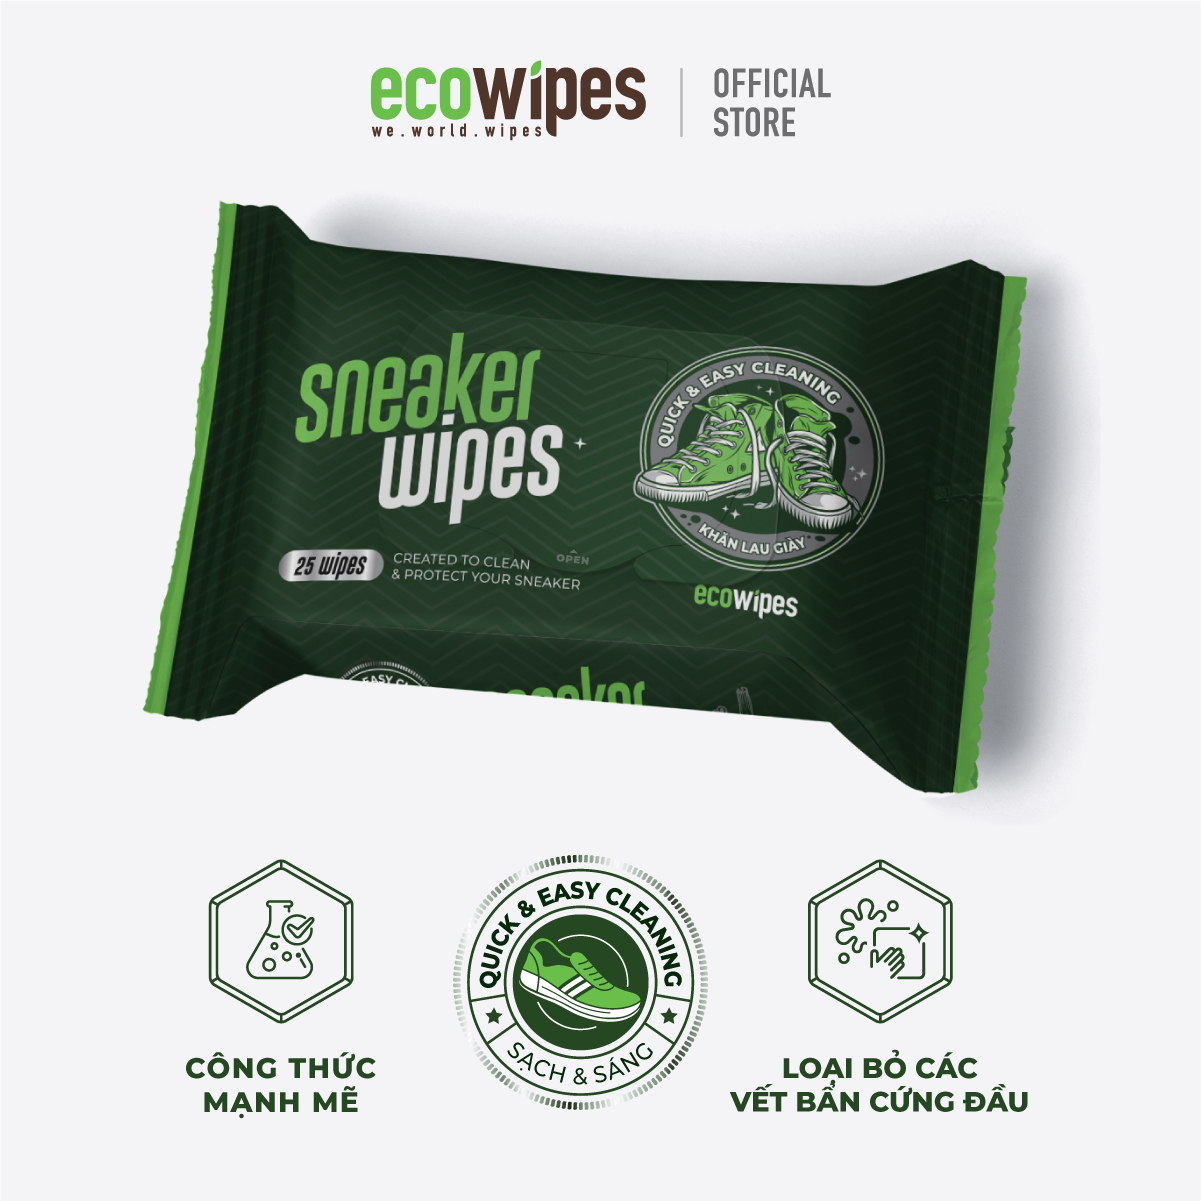 ecowipes
we.world.wipes
OFFICIAL
STORE
sneaker
wipes
QUICK & EASY CLEANING
KHĂN LAU GIÀY
25 wipes
CREATED TO CLEAN
& PROTECT YOUR SNEAKER
OPEN
ecowipes
EASY
sneaker
QUICK & EASY CLEANING
SẠCH & SÁNG
CÔNG THỨC
MẠNH MẼ
LOẠI BỎ CÁC
VẾT BẨN CỨNG ĐẦU